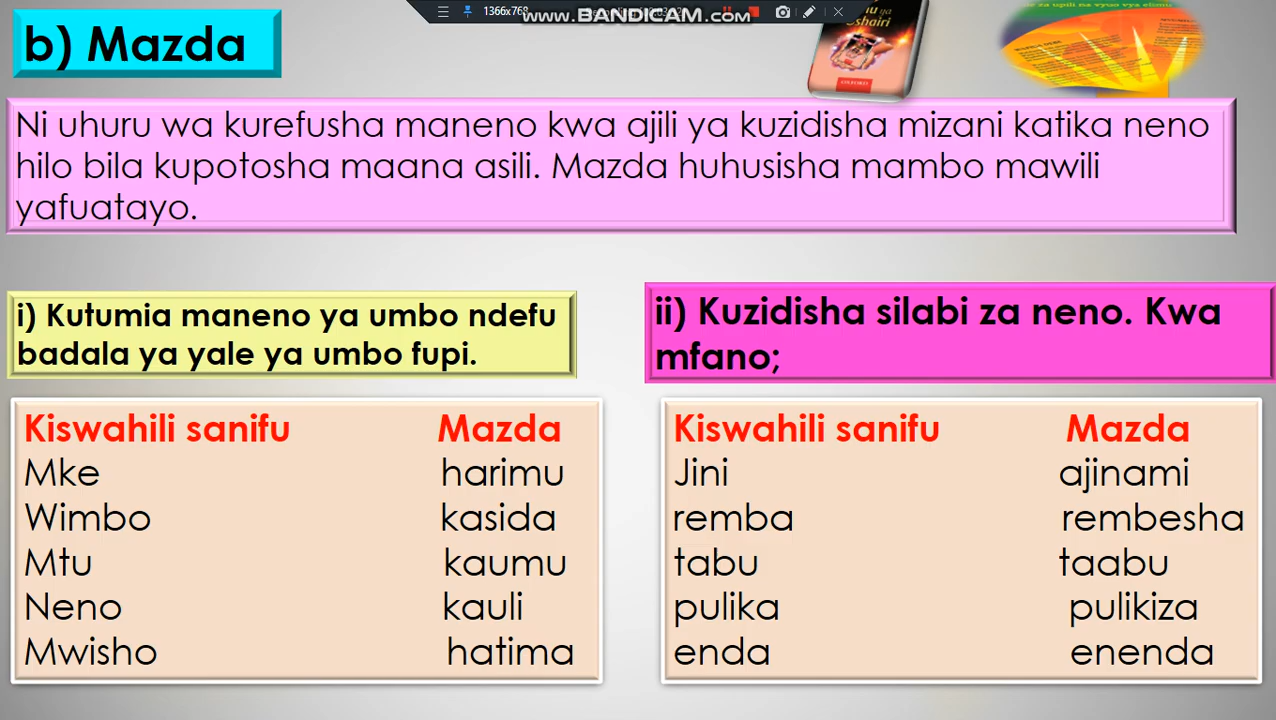 b) Mazda
1366x768
www.BANDICAM.com
Ni uhuru wa kurefusha maneno kwa ajili ya kuzidisha mizani katika neno
hilo bila kupotosha maana asili. Mazda huhusisha mambo mawili
yafuatayo.
i) Kutumia maneno ya umbo ndefu
badala ya yale ya umbo fupi.
Kiswahili sanifu Mazda
Mke harimu
Wimbo kasida
Mtu kaumu
Neno kauli
Mwisho hatima
ii) Kuzidisha silabi za neno. Kwa
mfano;
Kiswahili sanifu Mazda
Jini ajinami
remba rembesha
tabu taabu
pulika pulikiza
enda enenda